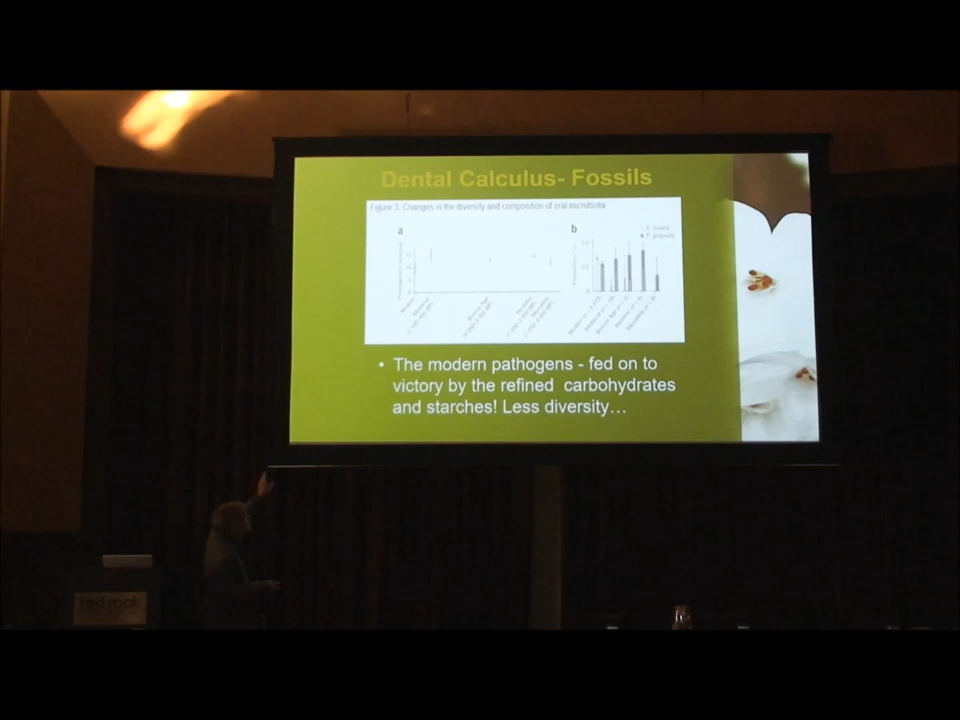 Dental Calculus- Fossils
Figure 3: Changes in the diversity and composition of oral microbiota
a
b
• The modern pathogens - fed on to
victory by the refined carbohydrates
and starches! Less diversity…
red rock